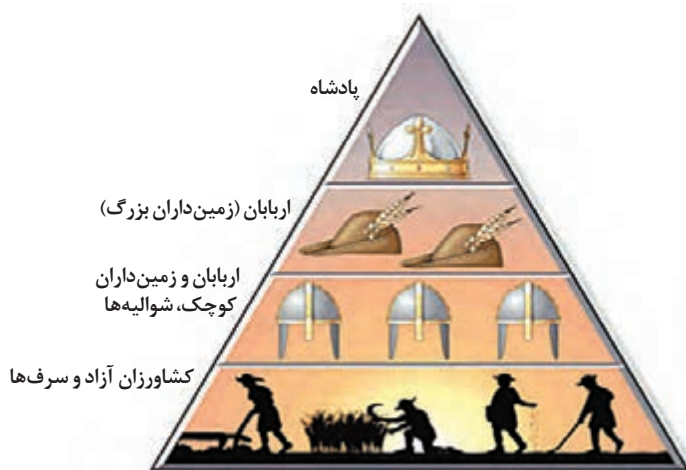 پادشاه
اربابان (زمین‌داران بزرگ)
اربابان و زمین‌داران
کوچک، شوالیه‌ها
کشاورزان آزاد و سرف‌ها